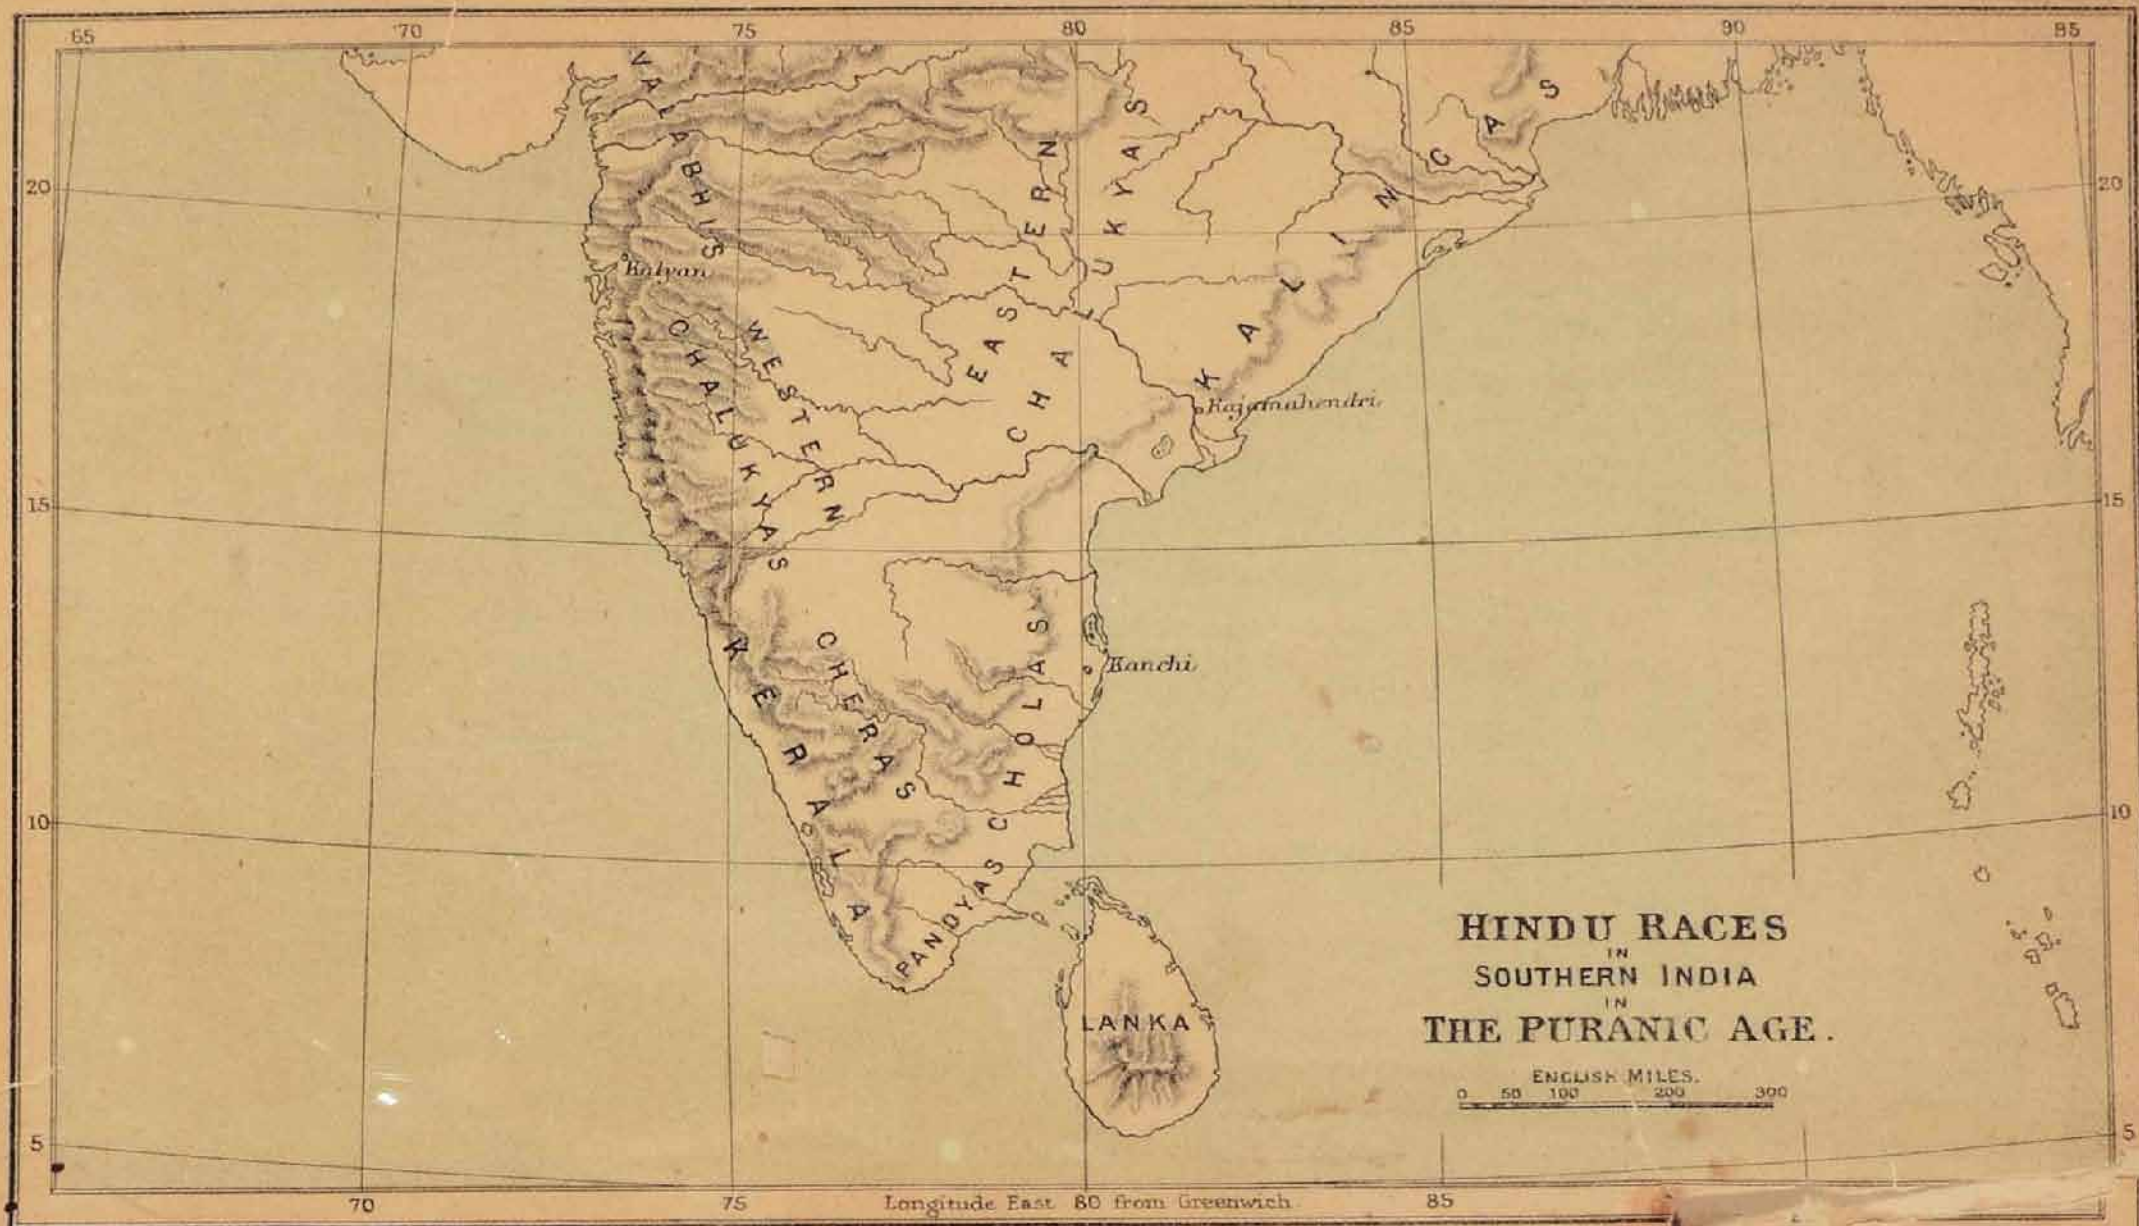 65 70 75 80 85 90 95
VALABHIS
KALINGAS
20 20
EASTERN
CHALUKYAS
Kalyan
WESTERN
CHALUKYAS
Rajamahendri
15 15
KERALA
CHERAS
CHOLAS
Kanchi
10 10
PANDYAS
HINDU RACES
IN
SOUTHERN INDIA
IN
THE PURANIC AGE.
LANKA
ENGLISH MILES.
0 50 100 200 300
5 5
70 75 Longitude East 80 from Greenwich 85